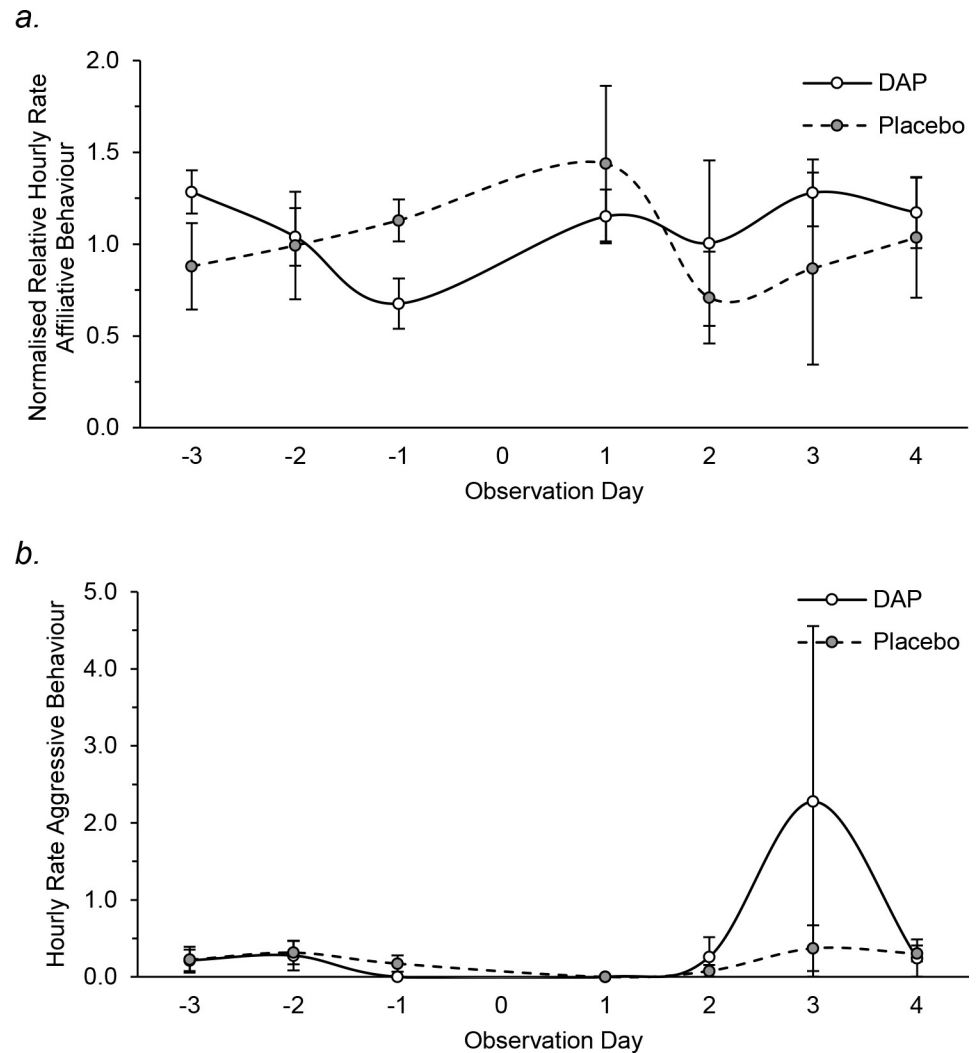 a.
Normalised Relative Hourly Rate
Affiliative Behaviour
2.0
1.5
1.0
0.5
0.0
DAP
Placebo
-3 -2 -1 0 1 2 3 4
Observation Day
b.
Hourly Rate Aggressive Behaviour
5.0
4.0
3.0
2.0
1.0
0.0
DAP
Placebo
-3 -2 -1 0 1 2 3 4
Observation Day